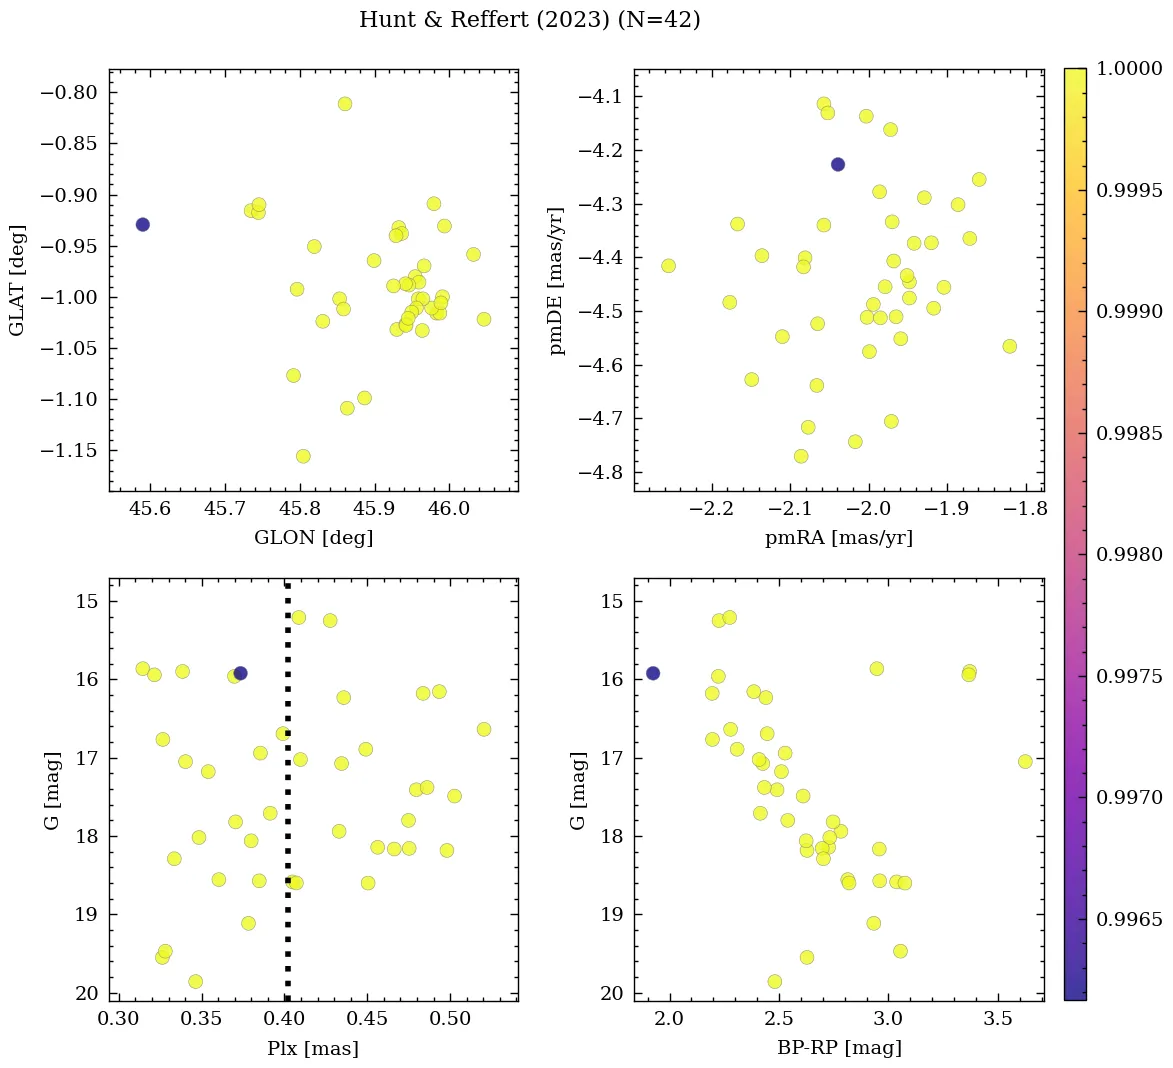 Hunt & Reffert (2023) (N=42)
−0.80
−0.85
−0.90
−0.95
−1.00
−1.05
−1.10
−1.15
GLAT [deg]
45.6 45.7 45.8 45.9 46.0
GLON [deg]
−4.1
−4.2
−4.3
−4.4
−4.5
−4.6
−4.7
−4.8
pmDE [mas/yr]
−2.2 −2.1 −2.0 −1.9 −1.8
pmRA [mas/yr]
15
16
17
18
19
20
G [mag]
0.30 0.35 0.40 0.45 0.50
Plx [mas]
15
16
17
18
19
20
G [mag]
2.0 2.5 3.0 3.5
BP-RP [mag]
1.0000
0.9995
0.9990
0.9985
0.9980
0.9975
0.9970
0.9965